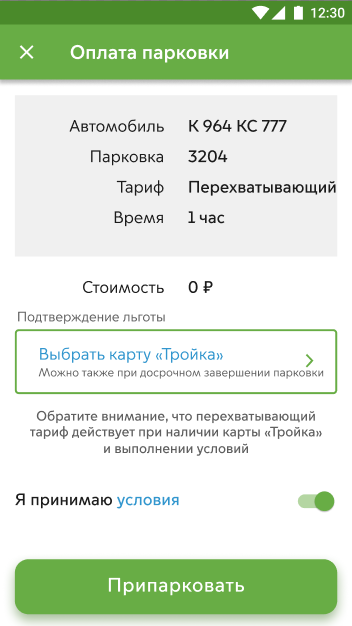 12:30
Оплата парковки
Автомобиль К 964 КС 777
Парковка 3204
Тариф Перехватывающий
Время 1 час
Стоимость 0 ₽
Подтверждение льготы
Выбрать карту «Тройка»
Можно также при досрочном завершении парковки
Обратите внимание, что перехватывающий
тариф действует при наличии карты «Тройка»
и выполнении условий
Я принимаю условия
Припарковать